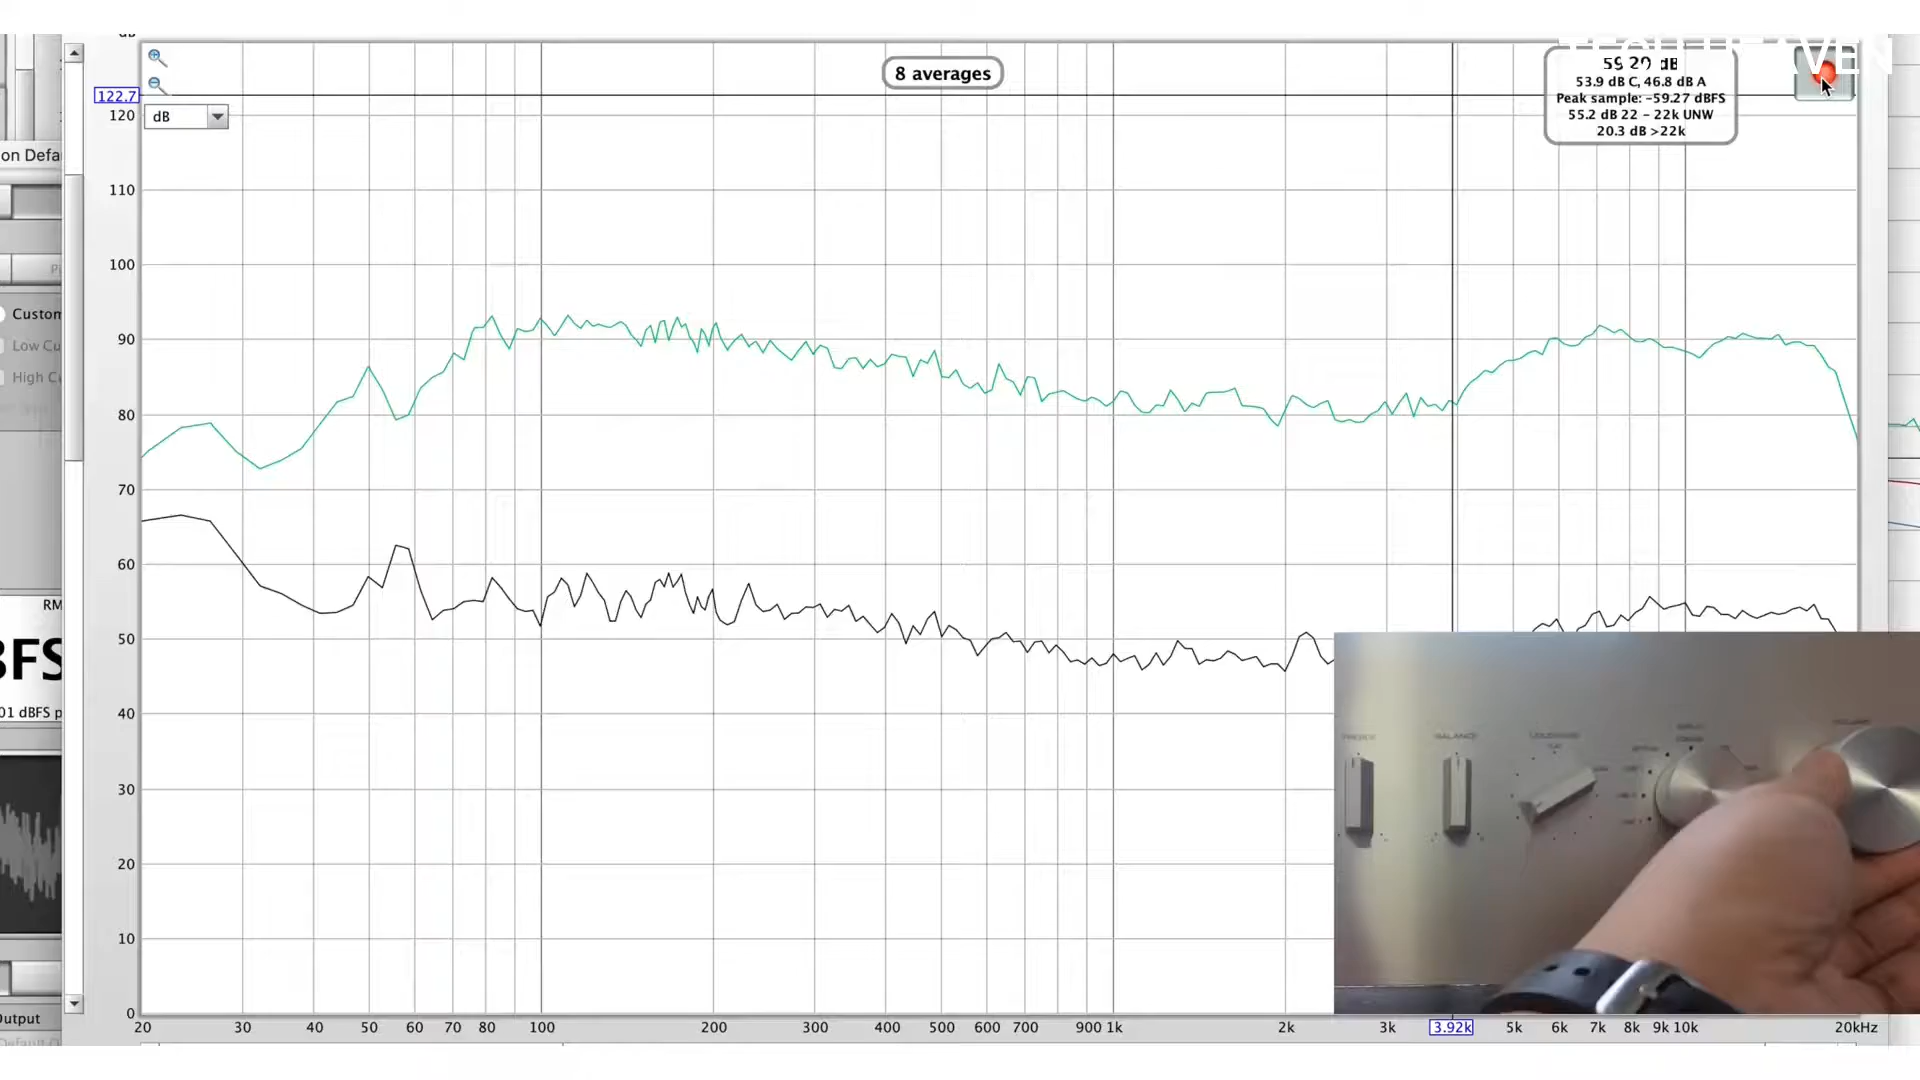 dB
8 averages
53.9 dB C, 46.8 dB A
Peak sample: -59.27 dBFS
55.2 dB 22 - 22k UNW
20.3 dB >22k
dB
122.7
120
110
100
90
80
70
60
50
40
30
20
10
0
20 30 40 50 60 70 80 100 200 300 400 500 600 700 900 1k 2k 3k 3.92k 5k 6k 7k 8k 9k 10k 20kHz
on Defa
Custom
Low Cu
High C
RM
BFS
01 dBFS p
Output
BALANCE
LOUDNESS